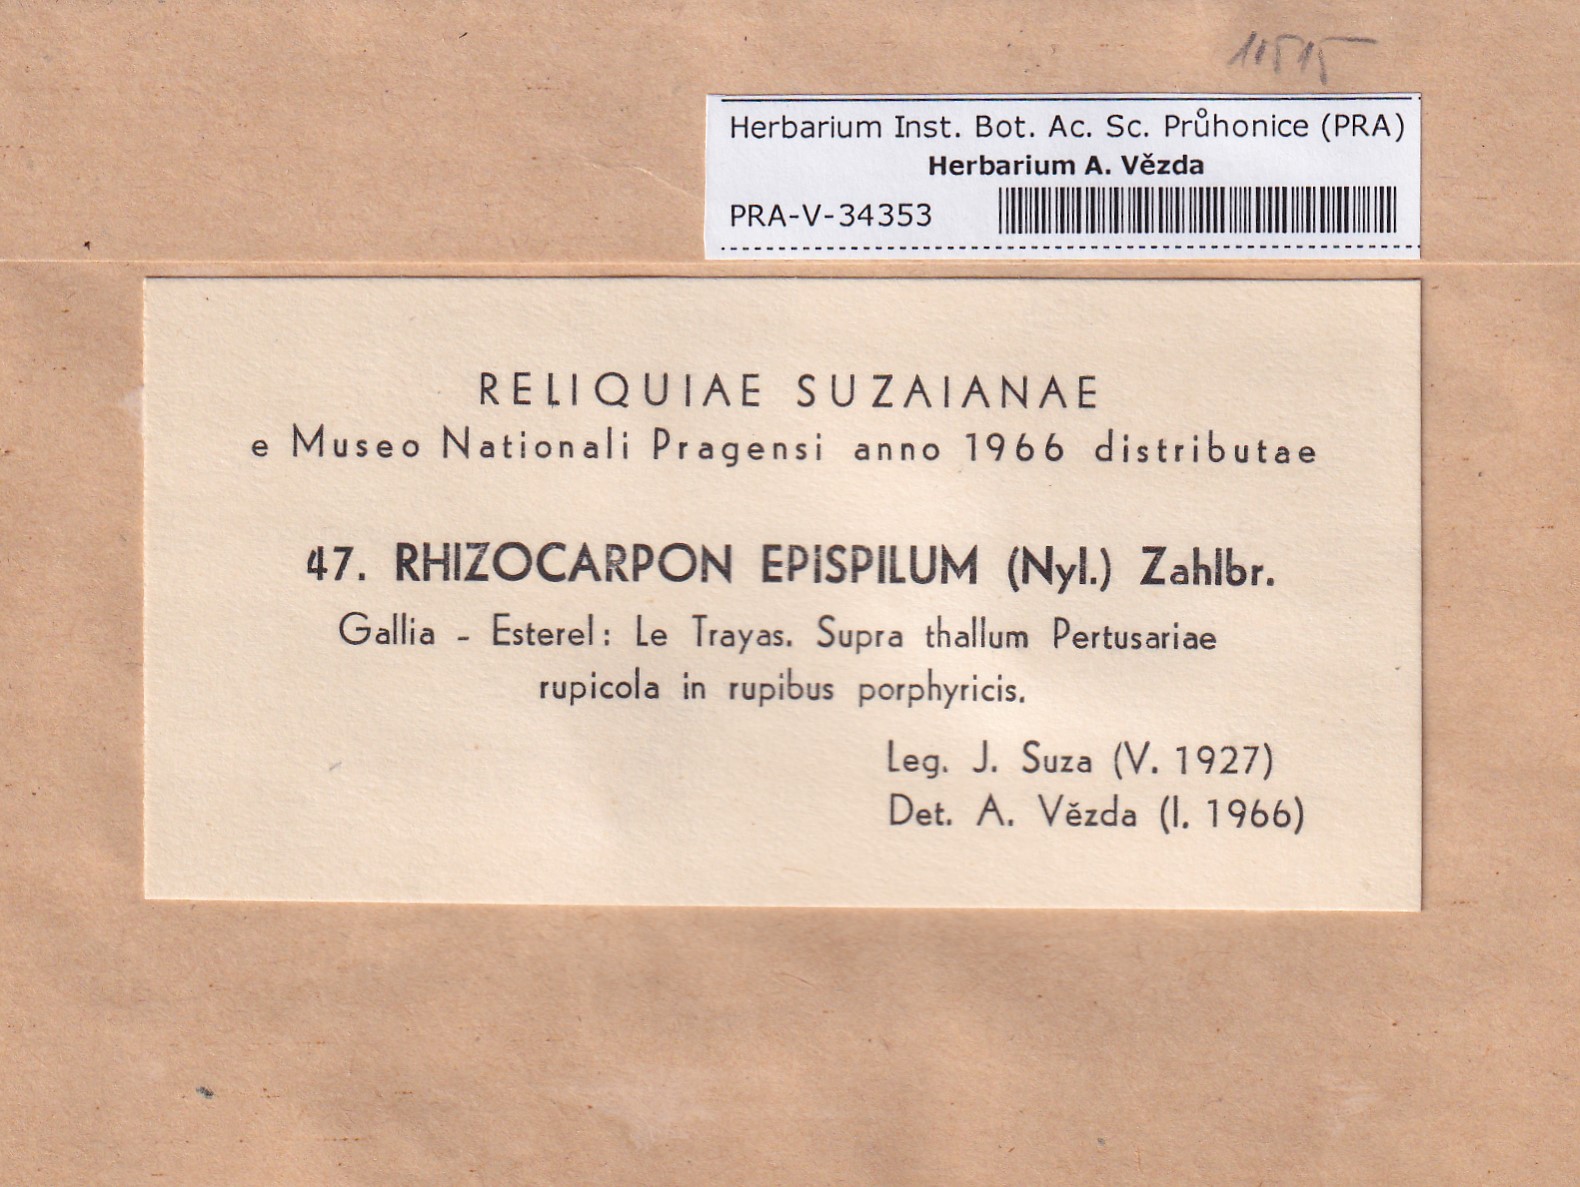 Herbarium Inst. Bot. Ac. Sc. Průhonice (PRA)
Herbarium A. Vězda
PRA-V-34353
RELIQUIAE SUZAIANAE
e Museo Nationali Pragensi anno 1966 distributae
47. RHIZOCARPON EPISPILUM (Nyl.) Zahlbr.
Gallia - Esterel: Le Trayas. Supra thallum Pertusariae
rupicola in rupibus porphyricis.
Leg. J. Suza (V. 1927)
Det. A. Vězda (I. 1966)